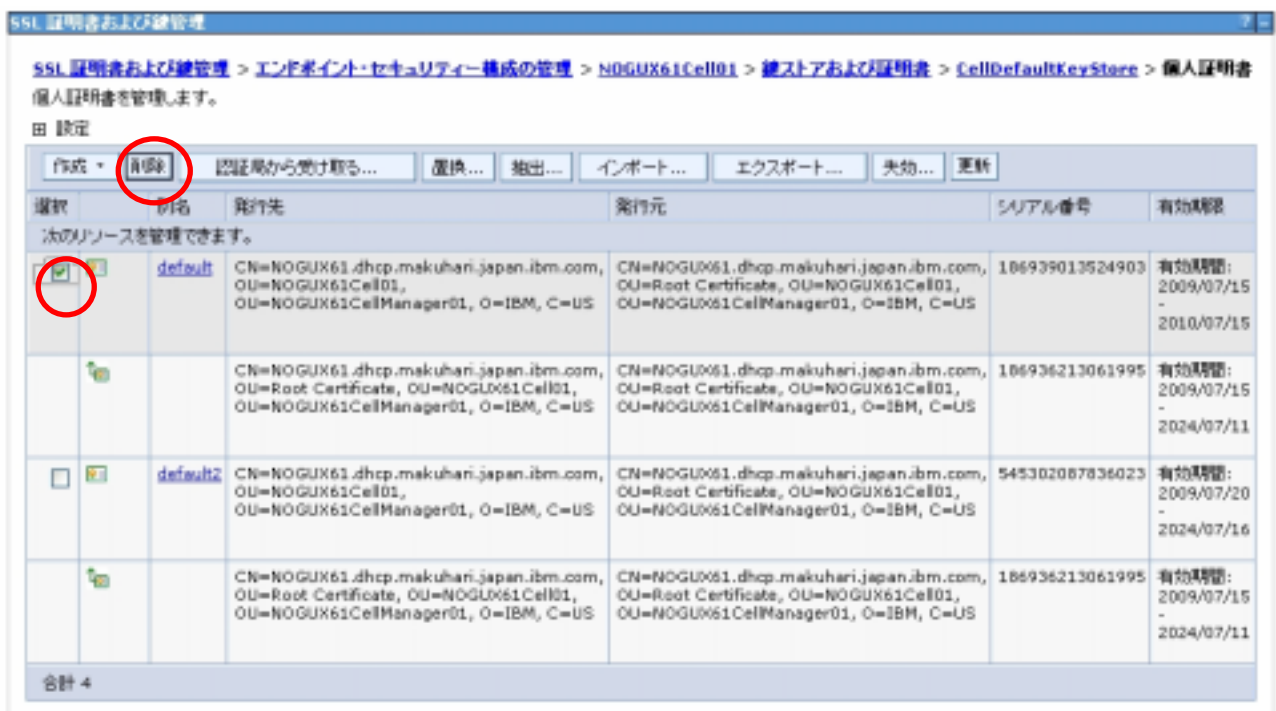 SSL 証明書および鍵管理 ? -
SSL 証明書および鍵管理 > エンドポイント・セキュリティー構成の管理 > NOGUX61Cell01 > 鍵ストアおよび証明書 > CellDefaultKeyStore > 個人証明書
個人証明書を管理します。
設定
作成 削除 認証局から受け取る... 置換... 抽出... インポート... エクスポート... 失効... 更新
選択 別名 発行先 発行元 シリアル番号 有効期限
次のリソースを管理できます。
default CN=NOGUX61.dhcp.makuhari.japan.ibm.com, CN=NOGUX61.dhcp.makuhari.japan.ibm.com, 186939013524903 有効期間:
OU=NOGUX61Cell01, OU=Root Certificate, OU=NOGUX61Cell01, 2009/07/15
OU=NOGUX61CellManager01, O=IBM, C=US OU=NOGUX61CellManager01, O=IBM, C=US -
2010/07/15
CN=NOGUX61.dhcp.makuhari.japan.ibm.com, CN=NOGUX61.dhcp.makuhari.japan.ibm.com, 186936213061995 有効期間:
OU=Root Certificate, OU=NOGUX61Cell01, OU=Root Certificate, OU=NOGUX61Cell01, 2009/07/15
OU=NOGUX61CellManager01, O=IBM, C=US OU=NOGUX61CellManager01, O=IBM, C=US -
2024/07/11
default2 CN=NOGUX61.dhcp.makuhari.japan.ibm.com, CN=NOGUX61.dhcp.makuhari.japan.ibm.com, 545302087836023 有効期間:
OU=NOGUX61Cell01, OU=Root Certificate, OU=NOGUX61Cell01, 2009/07/20
OU=NOGUX61CellManager01, O=IBM, C=US OU=NOGUX61CellManager01, O=IBM, C=US -
2024/07/16
CN=NOGUX61.dhcp.makuhari.japan.ibm.com, CN=NOGUX61.dhcp.makuhari.japan.ibm.com, 186936213061995 有効期間:
OU=Root Certificate, OU=NOGUX61Cell01, OU=Root Certificate, OU=NOGUX61Cell01, 2009/07/15
OU=NOGUX61CellManager01, O=IBM, C=US OU=NOGUX61CellManager01, O=IBM, C=US -
2024/07/11
合計 4